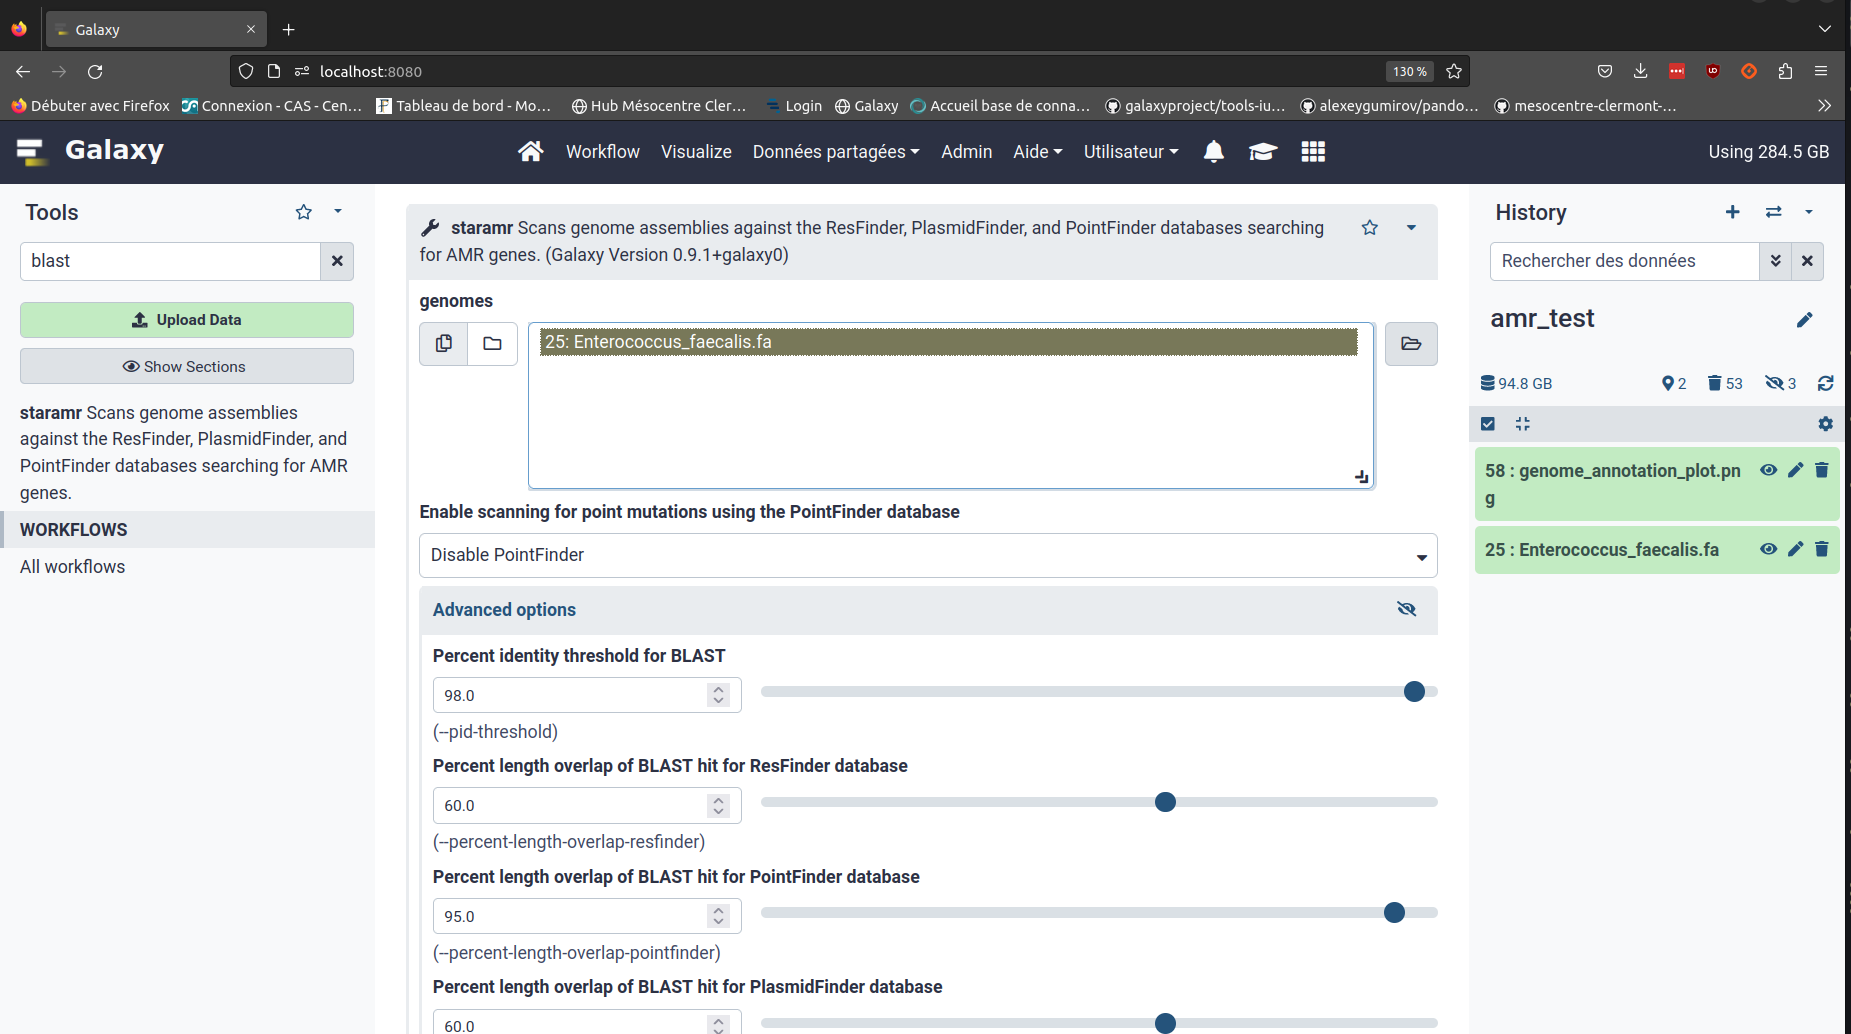 Galaxy
localhost:8080
130 %
Débuter avec Firefox
Connexion - CAS - Cen…
Tableau de bord - Mo…
Hub Mésocentre Cler…
Login
Galaxy
Accueil base de conna…
galaxyproject/tools-iu…
alexeygumirov/pando…
mesocentre-clermont-…
Galaxy
Workflow
Visualize
Données partagées
Admin
Aide
Utilisateur
Using 284.5 GB
Tools
blast
Upload Data
Show Sections
staramr Scans genome assemblies
against the ResFinder, PlasmidFinder, and
PointFinder databases searching for AMR
genes.
WORKFLOWS
All workflows
staramr Scans genome assemblies against the ResFinder, PlasmidFinder, and PointFinder databases searching
for AMR genes. (Galaxy Version 0.9.1+galaxy0)
genomes
25: Enterococcus_faecalis.fa
Enable scanning for point mutations using the PointFinder database
Disable PointFinder
Advanced options
Percent identity threshold for BLAST
98.0
(--pid-threshold)
Percent length overlap of BLAST hit for ResFinder database
60.0
(--percent-length-overlap-resfinder)
Percent length overlap of BLAST hit for PointFinder database
95.0
(--percent-length-overlap-pointfinder)
Percent length overlap of BLAST hit for PlasmidFinder database
60.0
History
Rechercher des données
amr_test
94.8 GB
2
53
3
58 : genome_annotation_plot.pn
g
25 : Enterococcus_faecalis.fa